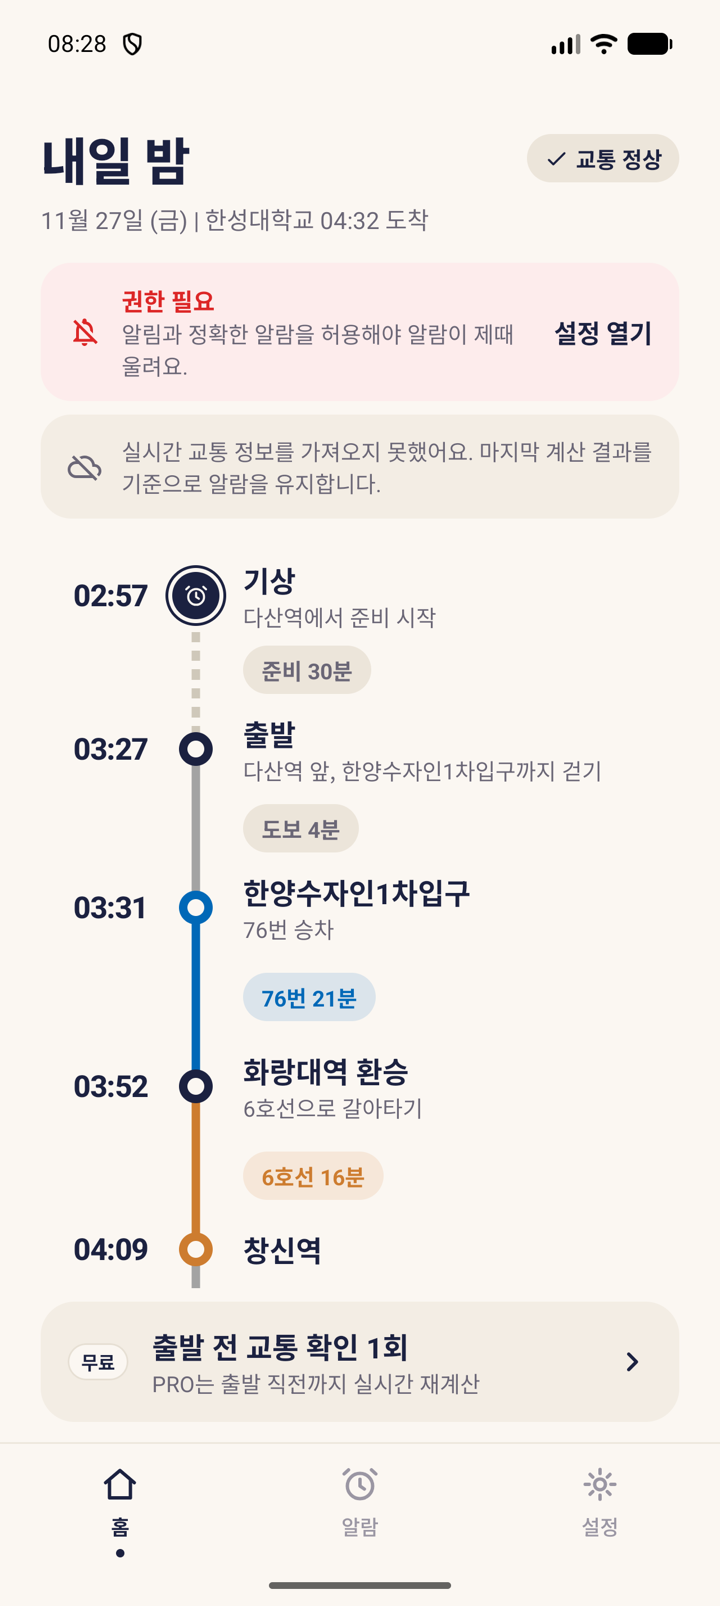 08:28
내일 밤
교통 정상
11월 27일 (금) | 한성대학교 04:32 도착
권한 필요
알림과 정확한 알람을 허용해야 알람이 제때
울려요.
설정 열기
실시간 교통 정보를 가져오지 못했어요. 마지막 계산 결과를
기준으로 알람을 유지합니다.
02:57
기상
다산역에서 준비 시작
준비 30분
03:27
출발
다산역 앞, 한양수자인1차입구까지 걷기
도보 4분
03:31
한양수자인1차입구
76번 승차
76번 21분
03:52
화랑대역 환승
6호선으로 갈아타기
6호선 16분
04:09
창신역
무료
출발 전 교통 확인 1회
PRO는 출발 직전까지 실시간 재계산
홈
알람
설정